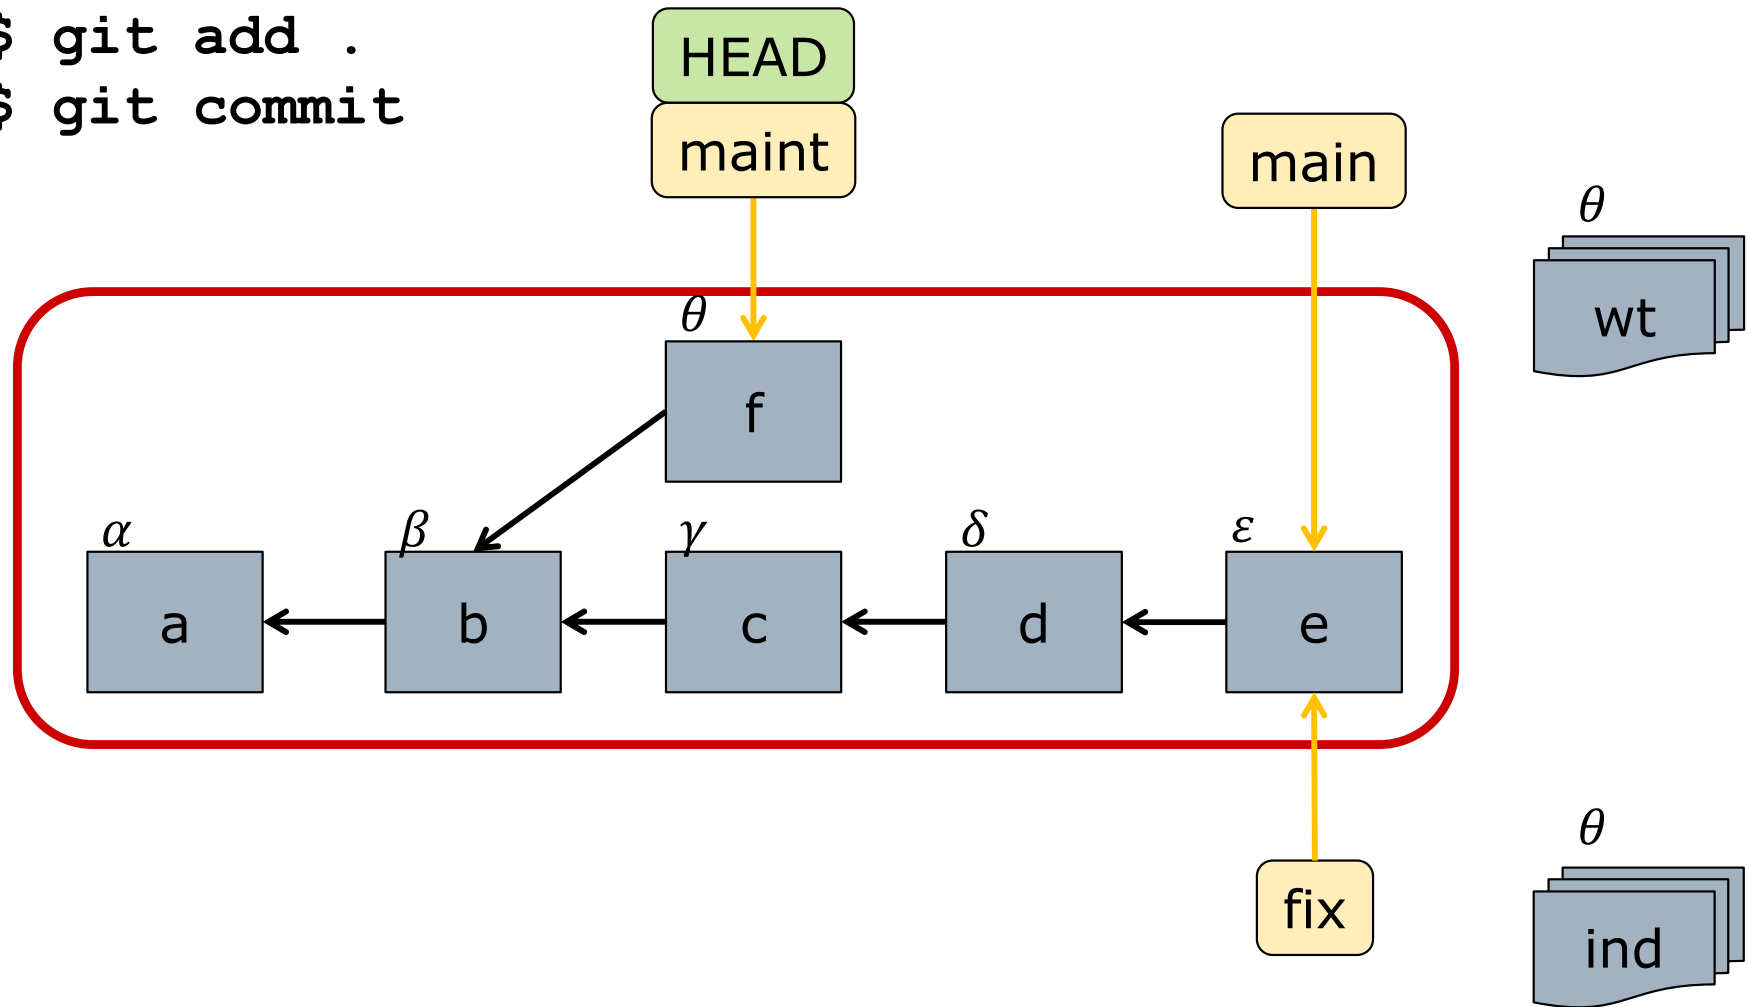 $ git add .
$ git commit
HEAD
maint
main
θ
wt
θ
f
α
β
γ
δ
ε
a
b
c
d
e
fix
θ
ind